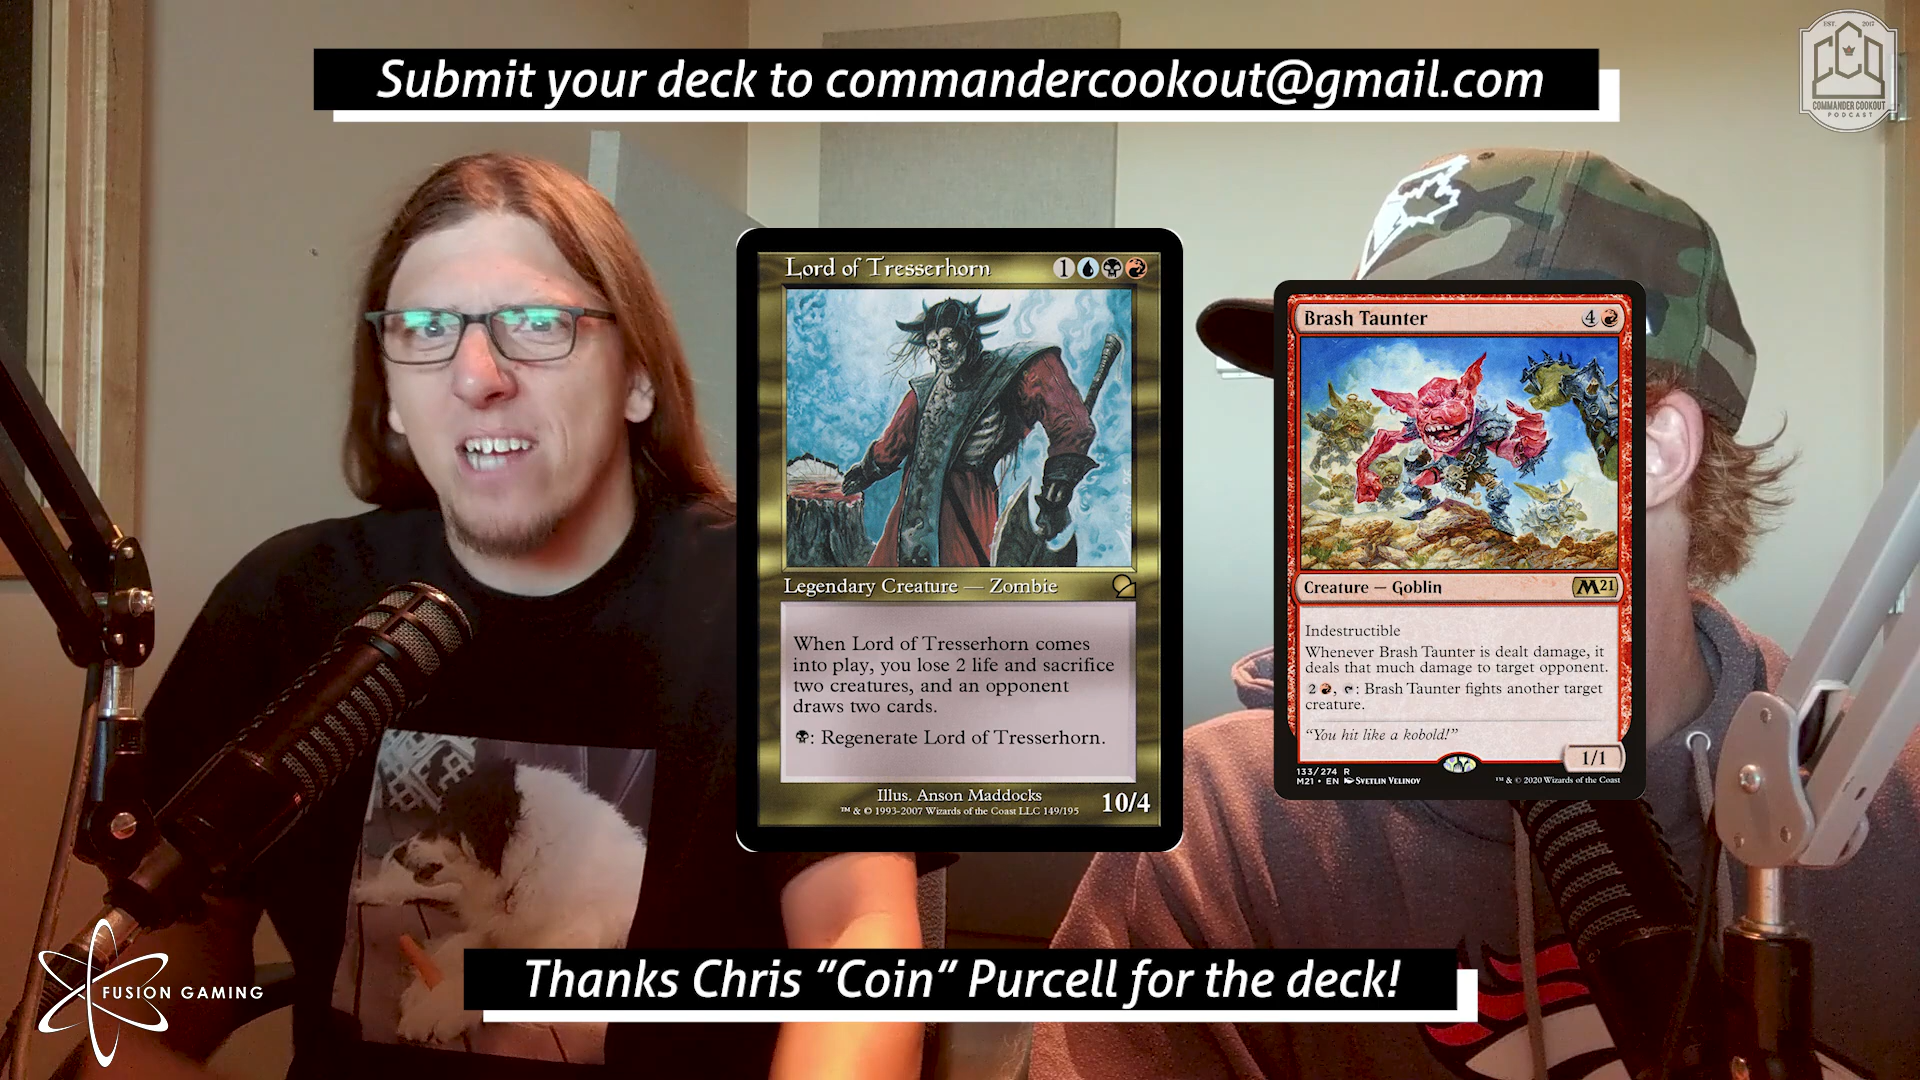 Submit your deck to commandercookout@gmail.com
EST. 2017
CCO
COMMANDER COOKOUT
PODCAST
Lord of Tresserhorn 1
Legendary Creature — Zombie
When Lord of Tresserhorn comes
into play, you lose 2 life and sacrifice
two creatures, and an opponent
draws two cards.
: Regenerate Lord of Tresserhorn.
Illus. Anson Maddocks
™ & © 1993-2007 Wizards of the Coast LLC 149/195
10/4
Brash Taunter 4
Creature — Goblin M21
Indestructible
Whenever Brash Taunter is dealt damage, it
deals that much damage to target opponent.
2 , : Brash Taunter fights another target
creature.
“You hit like a kobold!”
1/1
133/274 R
M21 • EN Svetlin Velinov
™ & © 2020 Wizards of the Coast
FUSION GAMING
Thanks Chris “Coin“ Purcell for the deck!